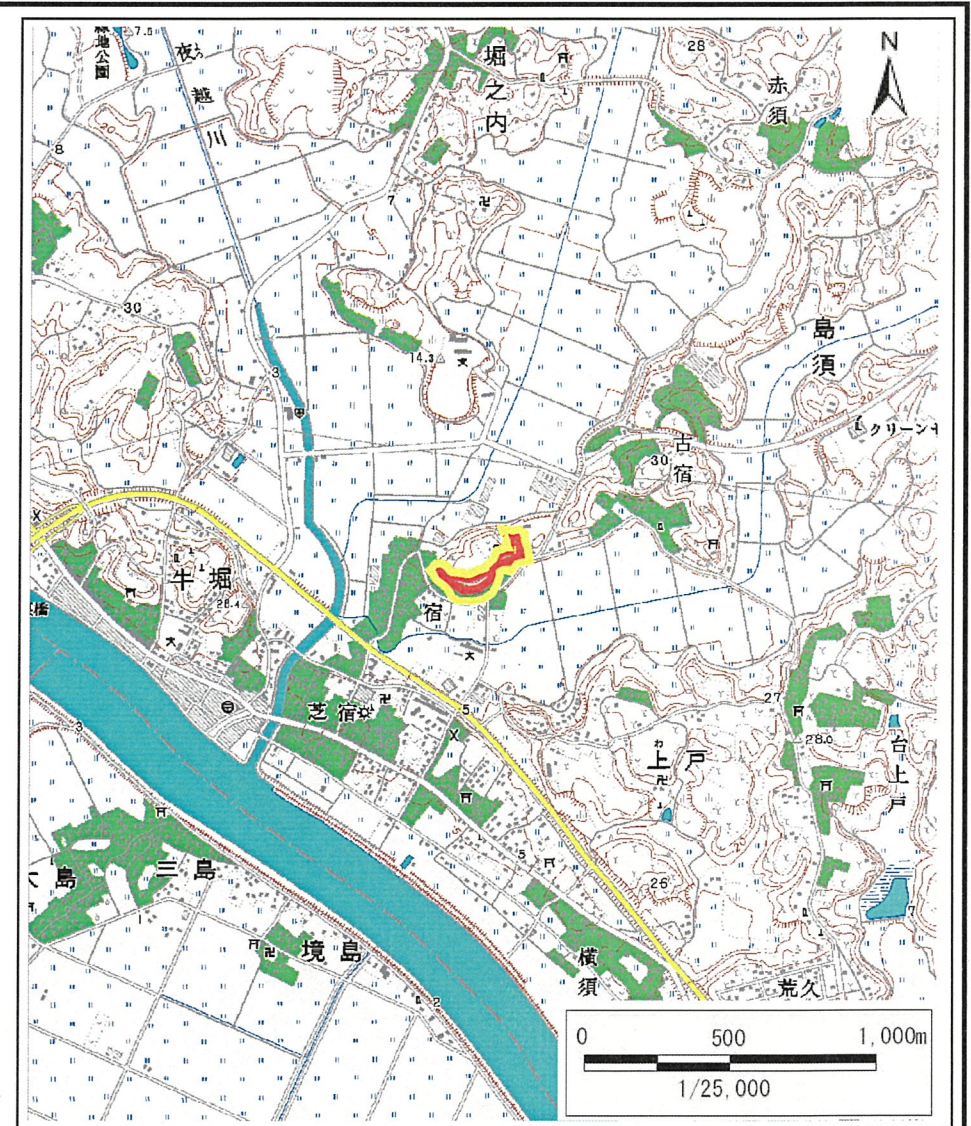 緑地公園
7.5
夜越川
堀之内
28
赤須
N
8
20
7
30
島須
14.3
3
古宿
30
クリーンセ
牛堀
28.4
宿
27
芝宿
5
上戸
28.0
台上戸
3
三島
5
26
7
境島
横須
荒久
2
0 500 1,000m
1/25,000